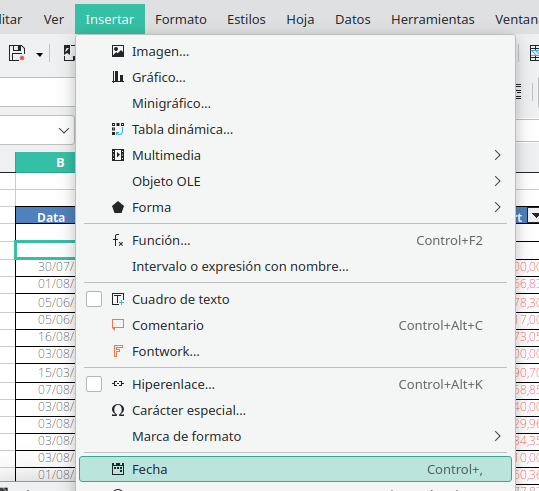 itar Ver Insertar Formato Estilos Hoja Datos Herramientas Ventan
Imagen...
Gráfico...
Minigráfico...
Tabla dinámica...
Multimedia
B
Objeto OLE
Forma
Data
Función... Control+F2
Intervalo o expresión con nombre...
30/07/
01/08/
Cuadro de texto
05/06/
05/06/
Comentario Control+Alt+C
16/08/
03/08/
Fontwork...
15/03/
Hiperenlace... Control+Alt+K
07/08/
03/08/
Carácter especial...
03/08/
Marca de formato
03/08/
03/08/
Fecha Control+,
01/08/